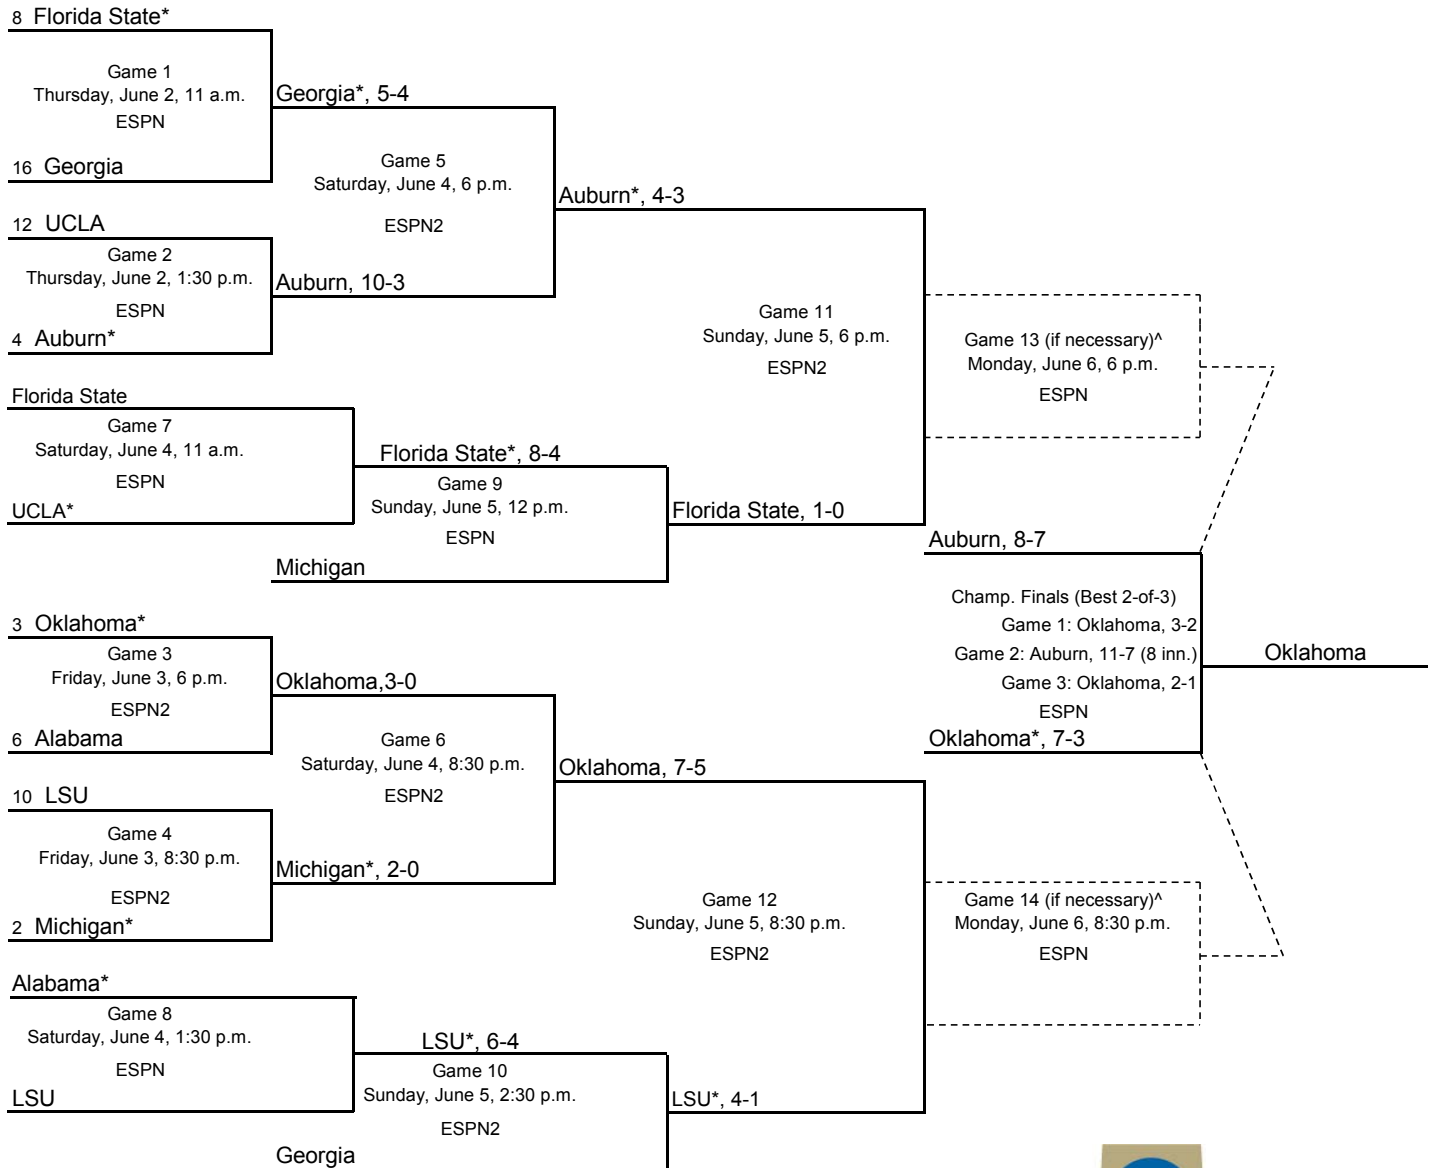 8 Florida State*
Game 1
Thursday, June 2, 11 a.m.
ESPN
16 Georgia
Georgia*, 5-4
Game 5
Saturday, June 4, 6 p.m.
ESPN2
12 UCLA
Game 2
Thursday, June 2, 1:30 p.m.
ESPN
4 Auburn*
Auburn, 10-3
Auburn*, 4-3
Game 11
Sunday, June 5, 6 p.m.
ESPN2
Game 13 (if necessary)^
Monday, June 6, 6 p.m.
ESPN
Florida State
Game 7
Saturday, June 4, 11 a.m.
ESPN
UCLA*
Florida State*, 8-4
Game 9
Sunday, June 5, 12 p.m.
ESPN
Michigan
Florida State, 1-0
Auburn, 8-7
Champ. Finals (Best 2-of-3)
Game 1: Oklahoma, 3-2
Game 2: Auburn, 11-7 (8 inn.)
Game 3: Oklahoma, 2-1
ESPN
Oklahoma*, 7-3
Oklahoma
3 Oklahoma*
Game 3
Friday, June 3, 6 p.m.
ESPN2
6 Alabama
Oklahoma,3-0
Game 6
Saturday, June 4, 8:30 p.m.
ESPN2
10 LSU
Game 4
Friday, June 3, 8:30 p.m.
ESPN2
2 Michigan*
Michigan*, 2-0
Oklahoma, 7-5
Game 12
Sunday, June 5, 8:30 p.m.
ESPN2
Game 14 (if necessary)^
Monday, June 6, 8:30 p.m.
ESPN
Alabama*
Game 8
Saturday, June 4, 1:30 p.m.
ESPN
LSU
LSU*, 6-4
Game 10
Sunday, June 5, 2:30 p.m.
ESPN2
Georgia
LSU*, 4-1